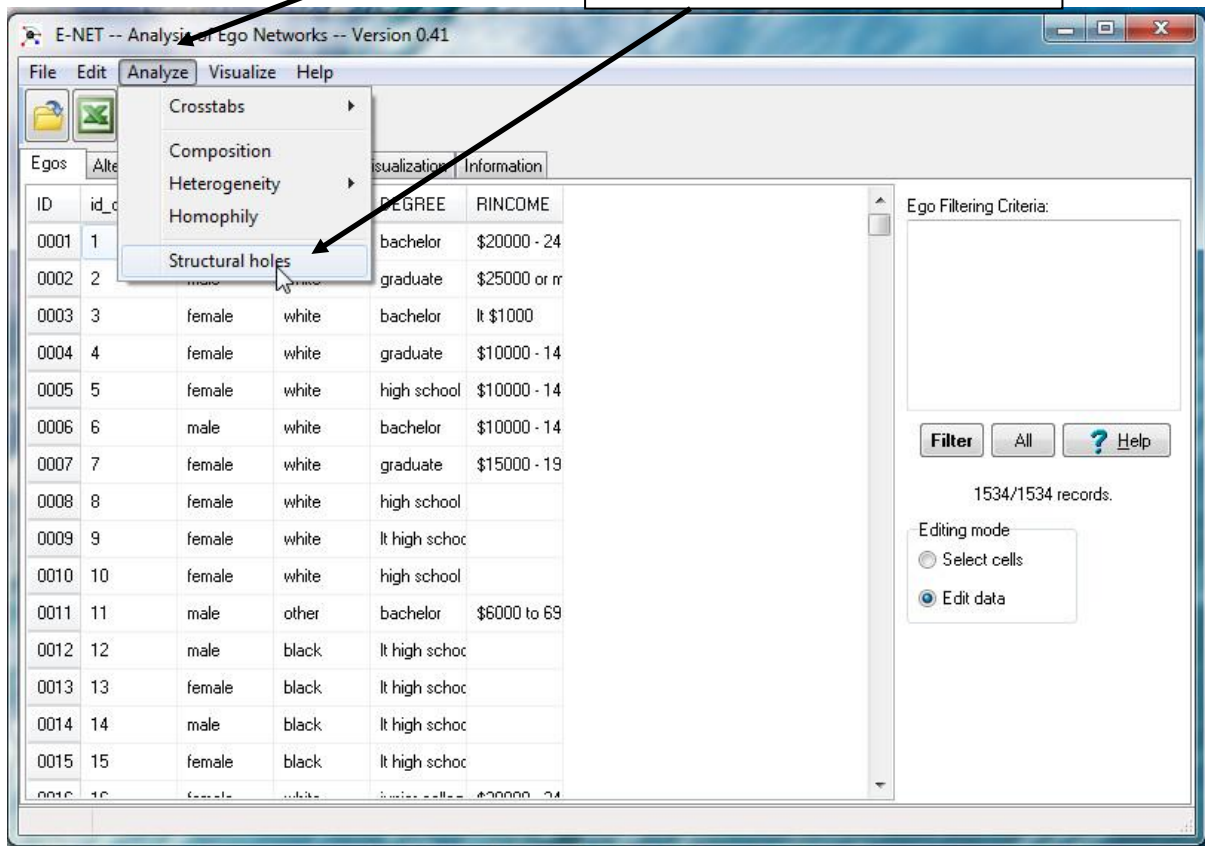 E-NET -- Analysis of Ego Networks -- Version 0.41
File Edit Analyze Visualize Help
Crosstabs
Composition
Heterogeneity
Homophily
Structural holes
Egos Information
ID DEGREE RINCOME
0001 1 bachelor $20000 - 24
0002 2 male white graduate $25000 or
0003 3 female white bachelor lt $1000
0004 4 female white graduate $10000 - 14
0005 5 female white high school $10000 - 14
0006 6 male white bachelor $10000 - 14
0007 7 female white graduate $15000 - 19
0008 8 female white high school
0009 9 female white lt high schoo
0010 10 female white high school
0011 11 male other bachelor $6000 to 69
0012 12 male black lt high schoo
0013 13 female black lt high schoo
0014 14 male black lt high schoo
0015 15 female black lt high schoo
Ego Filtering Criteria:
Filter All ? Help
1534/1534 records.
Editing mode
Select cells
Edit data